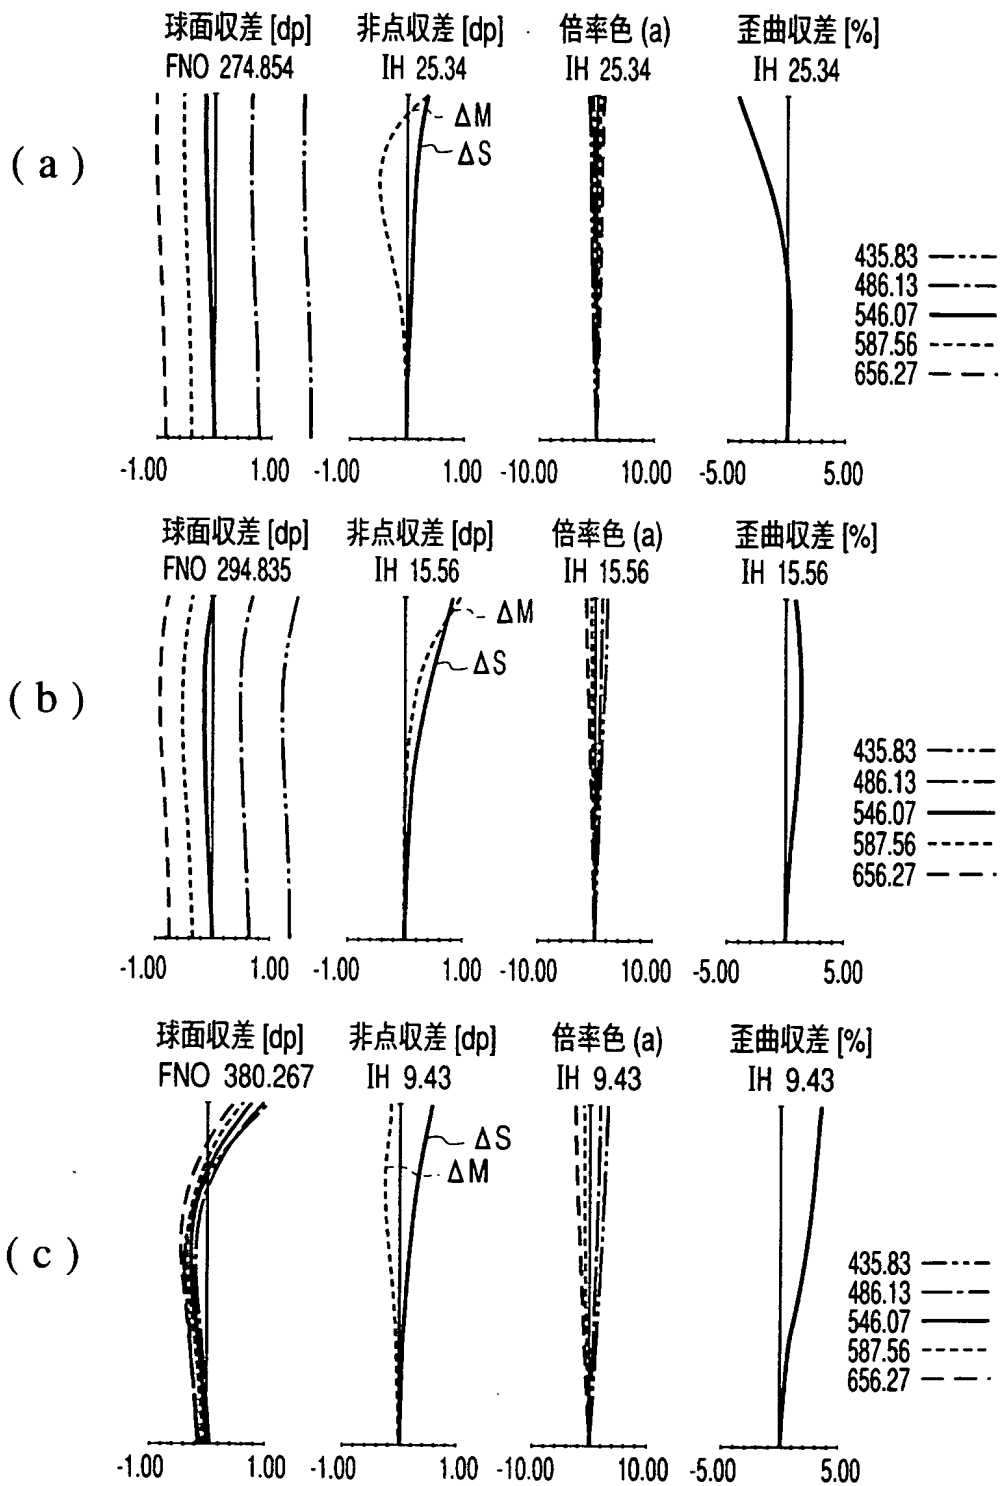 球面収差 [dp] 非点収差 [dp] 倍率色 (a) 歪曲収差 [%]
FNO 274.854 IH 25.34 IH 25.34 IH 25.34
ΔM
(a)
ΔS
435.83
486.13
546.07
587.56
656.27
-1.00 1.00 -1.00 1.00 -10.00 10.00 -5.00 5.00
球面収差 [dp] 非点収差 [dp] 倍率色 (a) 歪曲収差 [%]
FNO 294.835 IH 15.56 IH 15.56 IH 15.56
ΔM
ΔS
(b)
435.83
486.13
546.07
587.56
656.27
-1.00 1.00 -1.00 1.00 -10.00 10.00 -5.00 5.00
球面収差 [dp] 非点収差 [dp] 倍率色 (a) 歪曲収差 [%]
FNO 380.267 IH 9.43 IH 9.43 IH 9.43
ΔS
ΔM
(c)
435.83
486.13
546.07
587.56
656.27
-1.00 1.00 -1.00 1.00 -10.00 10.00 -5.00 5.00